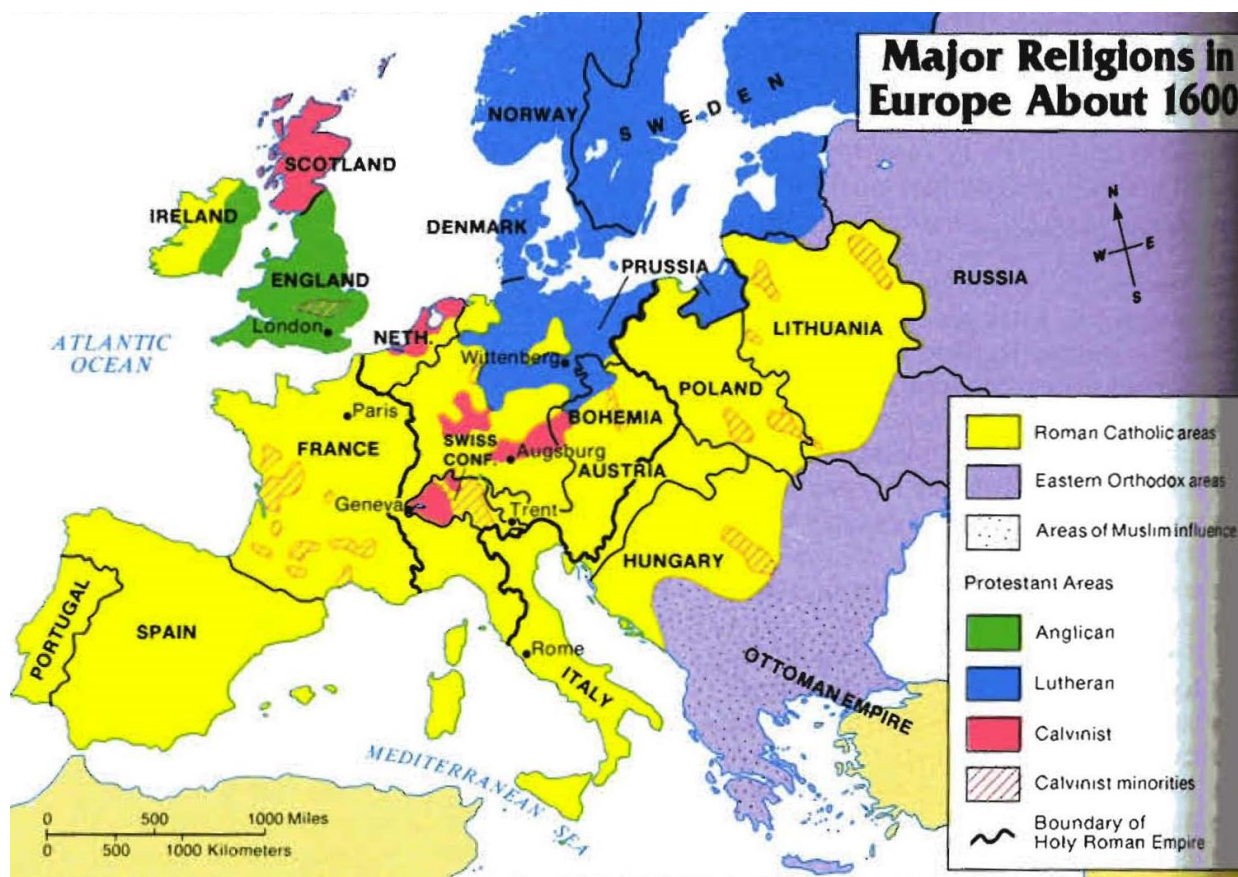 Major Religions in
Europe About 1600
NORWAY
SWEDEN
SCOTLAND
IRELAND
DENMARK
ENGLAND
London
PRUSSIA
RUSSIA
N
W E
S
ATLANTIC
OCEAN
NETH.
Wittenberg
LITHUANIA
POLAND
Paris
BOHEMIA
FRANCE
SWISS
CONF.
Augsburg
AUSTRIA
Geneva
Trent
HUNGARY
PORTUGAL
SPAIN
Rome
ITALY
OTTOMAN EMPIRE
MEDITERRANEAN SEA
0 500 1000 Miles
0 500 1000 Kilometers
Roman Catholic areas
Eastern Orthodox areas
Areas of Muslim influence
Protestant Areas
Anglican
Lutheran
Calvinist
Calvinist minorities
Boundary of
Holy Roman Empire